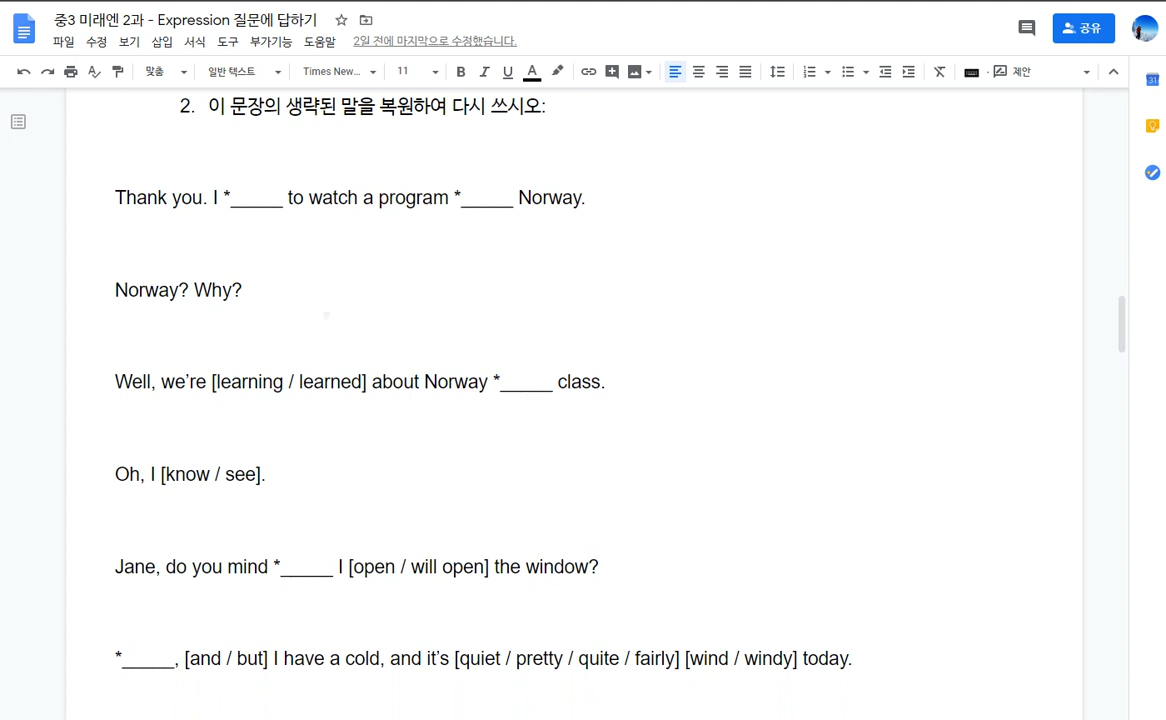 중3 미래엔 2과 - Expression 질문에 답하기
파일 수정 보기 삽입 서식 도구 부가기능 도움말 2일 전에 마지막으로 수정했습니다.
공유
맞춤 일반 텍스트 Times New... 11 B I U A 제안
31
2. 이 문장의 생략된 말을 복원하여 다시 쓰시오:
Thank you. I *_____ to watch a program *_____ Norway.
Norway? Why?
Well, we’re [learning / learned] about Norway *_____ class.
Oh, I [know / see].
Jane, do you mind *_____ I [open / will open] the window?
*_____, [and / but] I have a cold, and it’s [quiet / pretty / quite / fairly] [wind / windy] today.